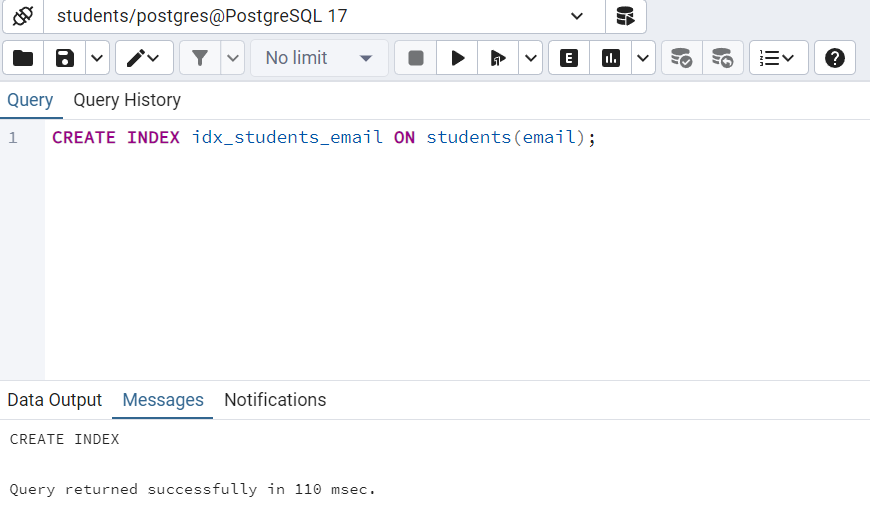 students/postgres@PostgreSQL 17
No limit
E
Query Query History
1 CREATE INDEX idx_students_email ON students(email);
Data Output Messages Notifications
CREATE INDEX
Query returned successfully in 110 msec.